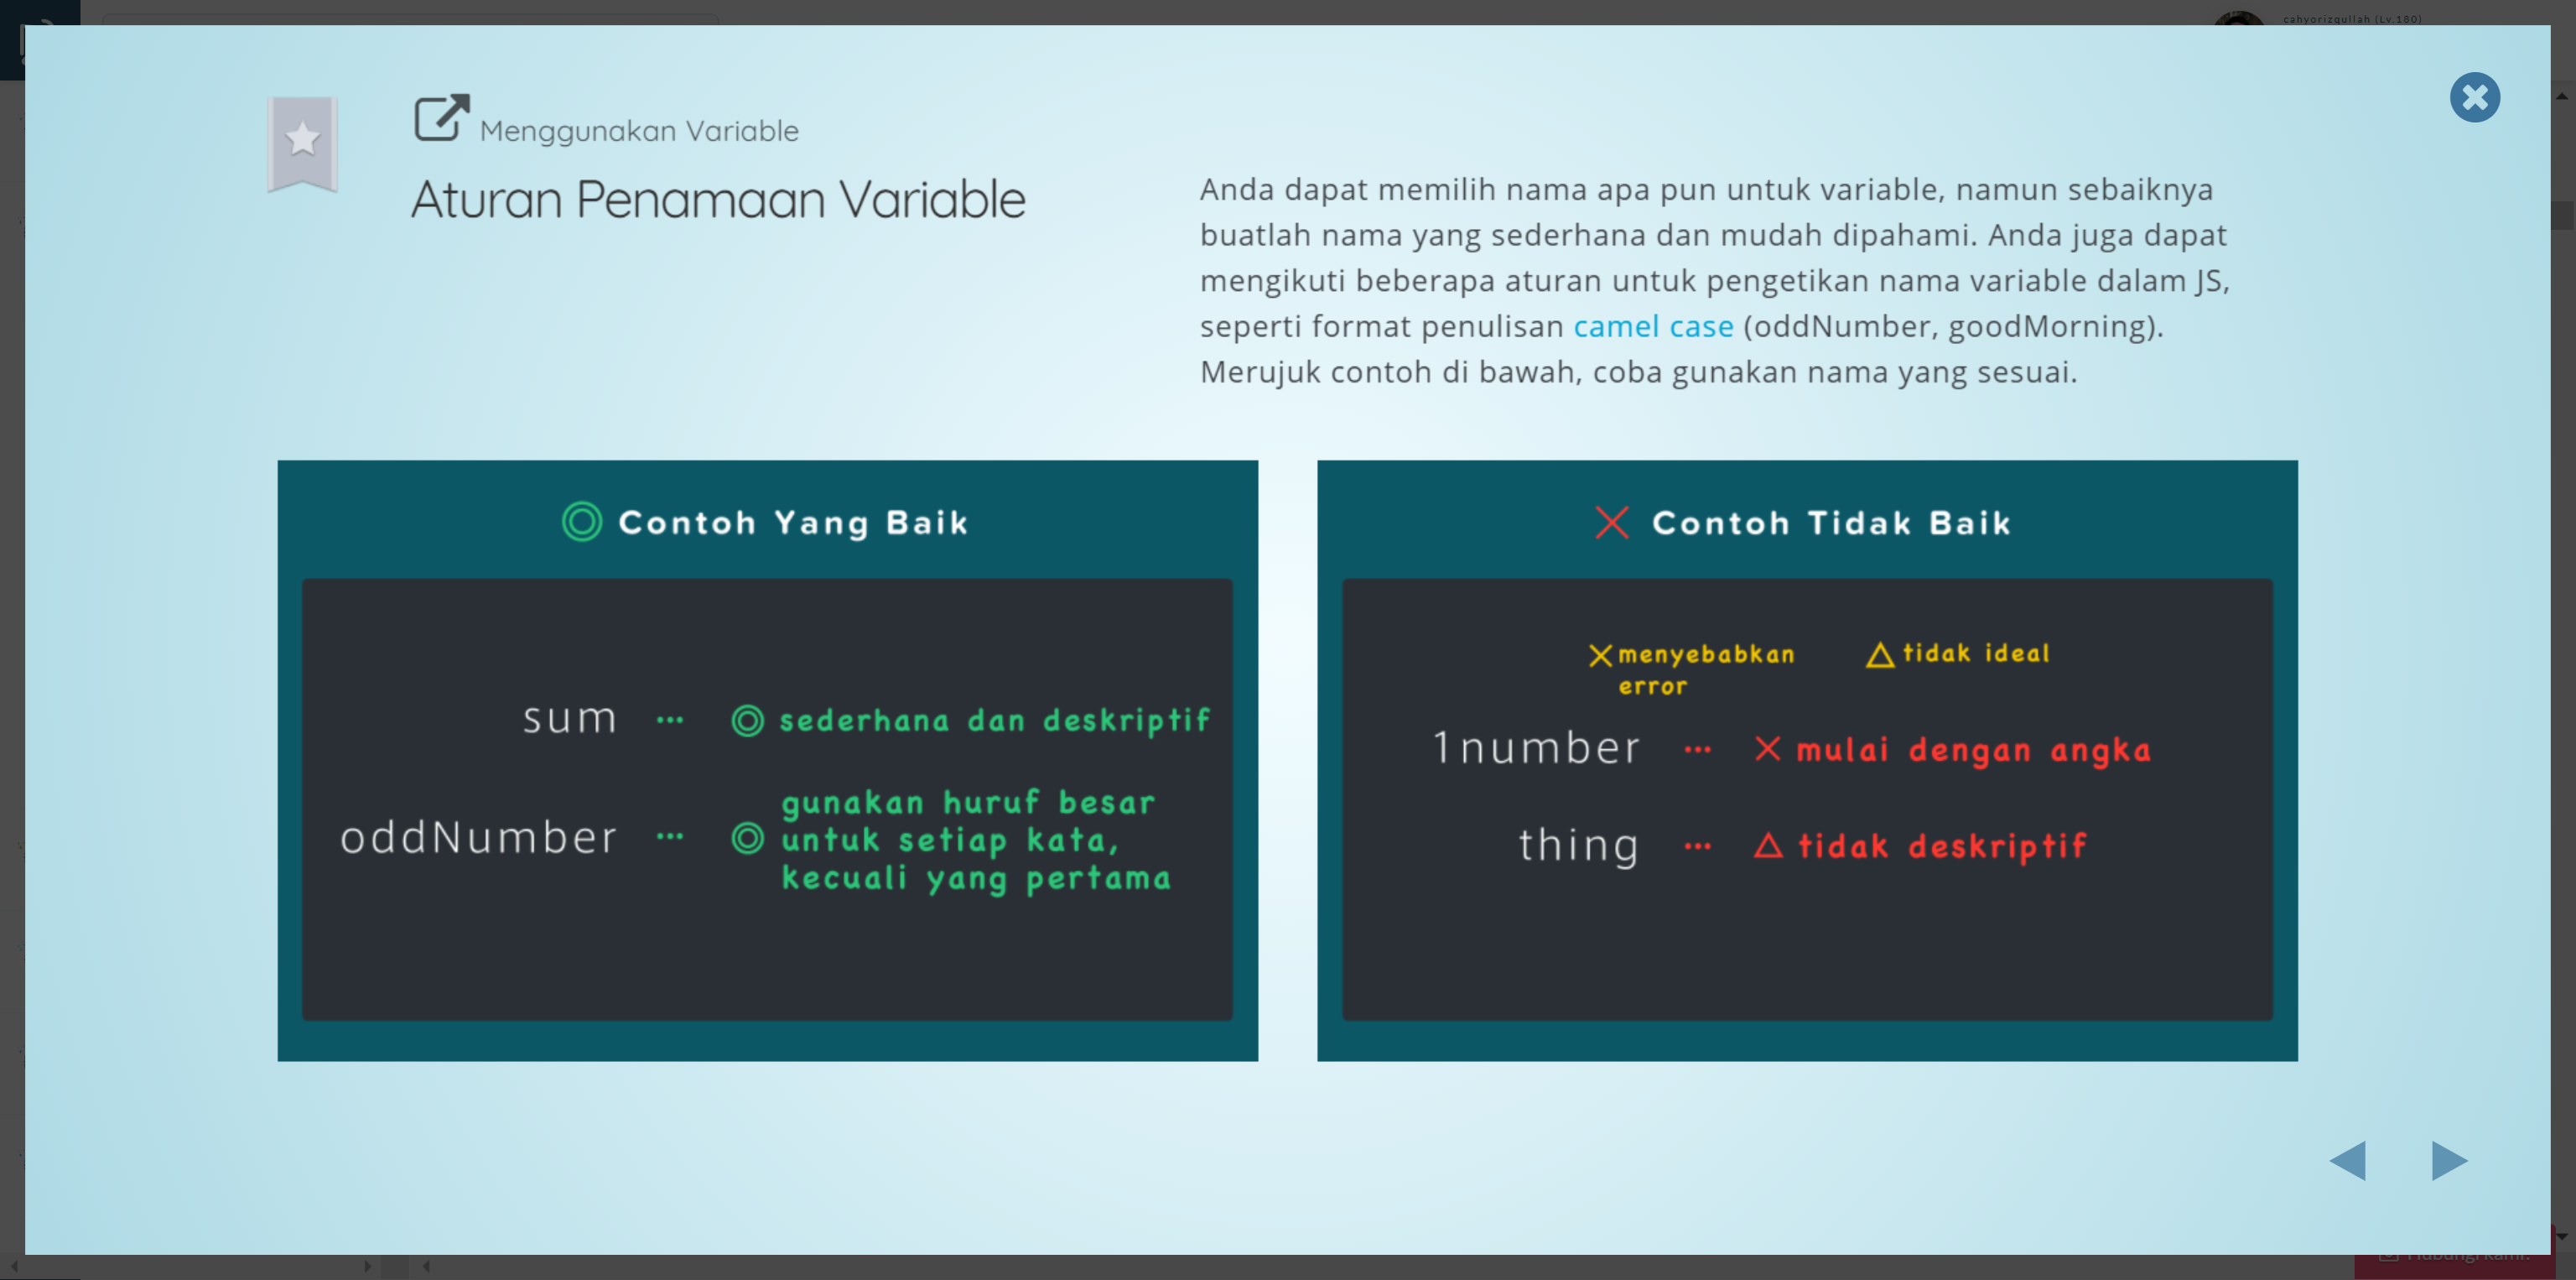 cahyorizqullah (Lv.180)
Menggunakan Variable
Aturan Penamaan Variable
Anda dapat memilih nama apa pun untuk variable, namun sebaiknya
buatlah nama yang sederhana dan mudah dipahami. Anda juga dapat
mengikuti beberapa aturan untuk pengetikan nama variable dalam JS,
seperti format penulisan camel case (oddNumber, goodMorning).
Merujuk contoh di bawah, coba gunakan nama yang sesuai.
Contoh Yang Baik
sum ... sederhana dan deskriptif
oddNumber ... gunakan huruf besar
untuk setiap kata,
kecuali yang pertama
Contoh Tidak Baik
menyebabkan
error
tidak ideal
1number ... mulai dengan angka
thing ... tidak deskriptif